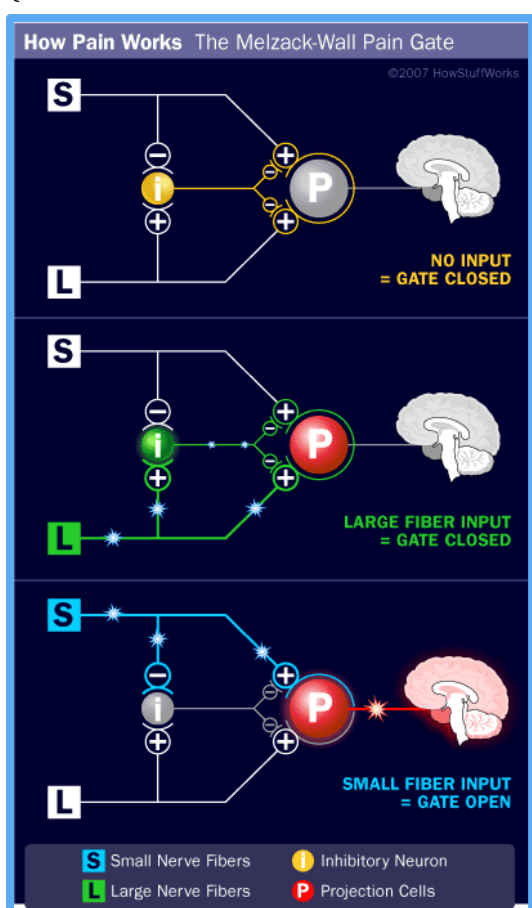 How Pain Works The Melzack-Wall Pain Gate
©2007 HowStuffWorks
S
−
i
+
L
+
−
−
+
P
NO INPUT
= GATE CLOSED
S
−
i
+
L
+
−
−
+
P
LARGE FIBER INPUT
= GATE CLOSED
S
−
i
+
L
+
−
−
+
P
SMALL FIBER INPUT
= GATE OPEN
S Small Nerve Fibers
i Inhibitory Neuron
L Large Nerve Fibers
P Projection Cells